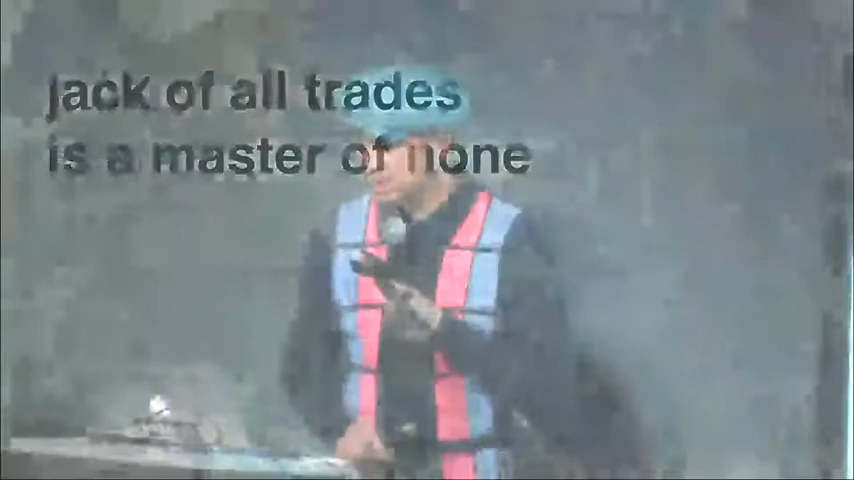 jack of all trades
is a master of none